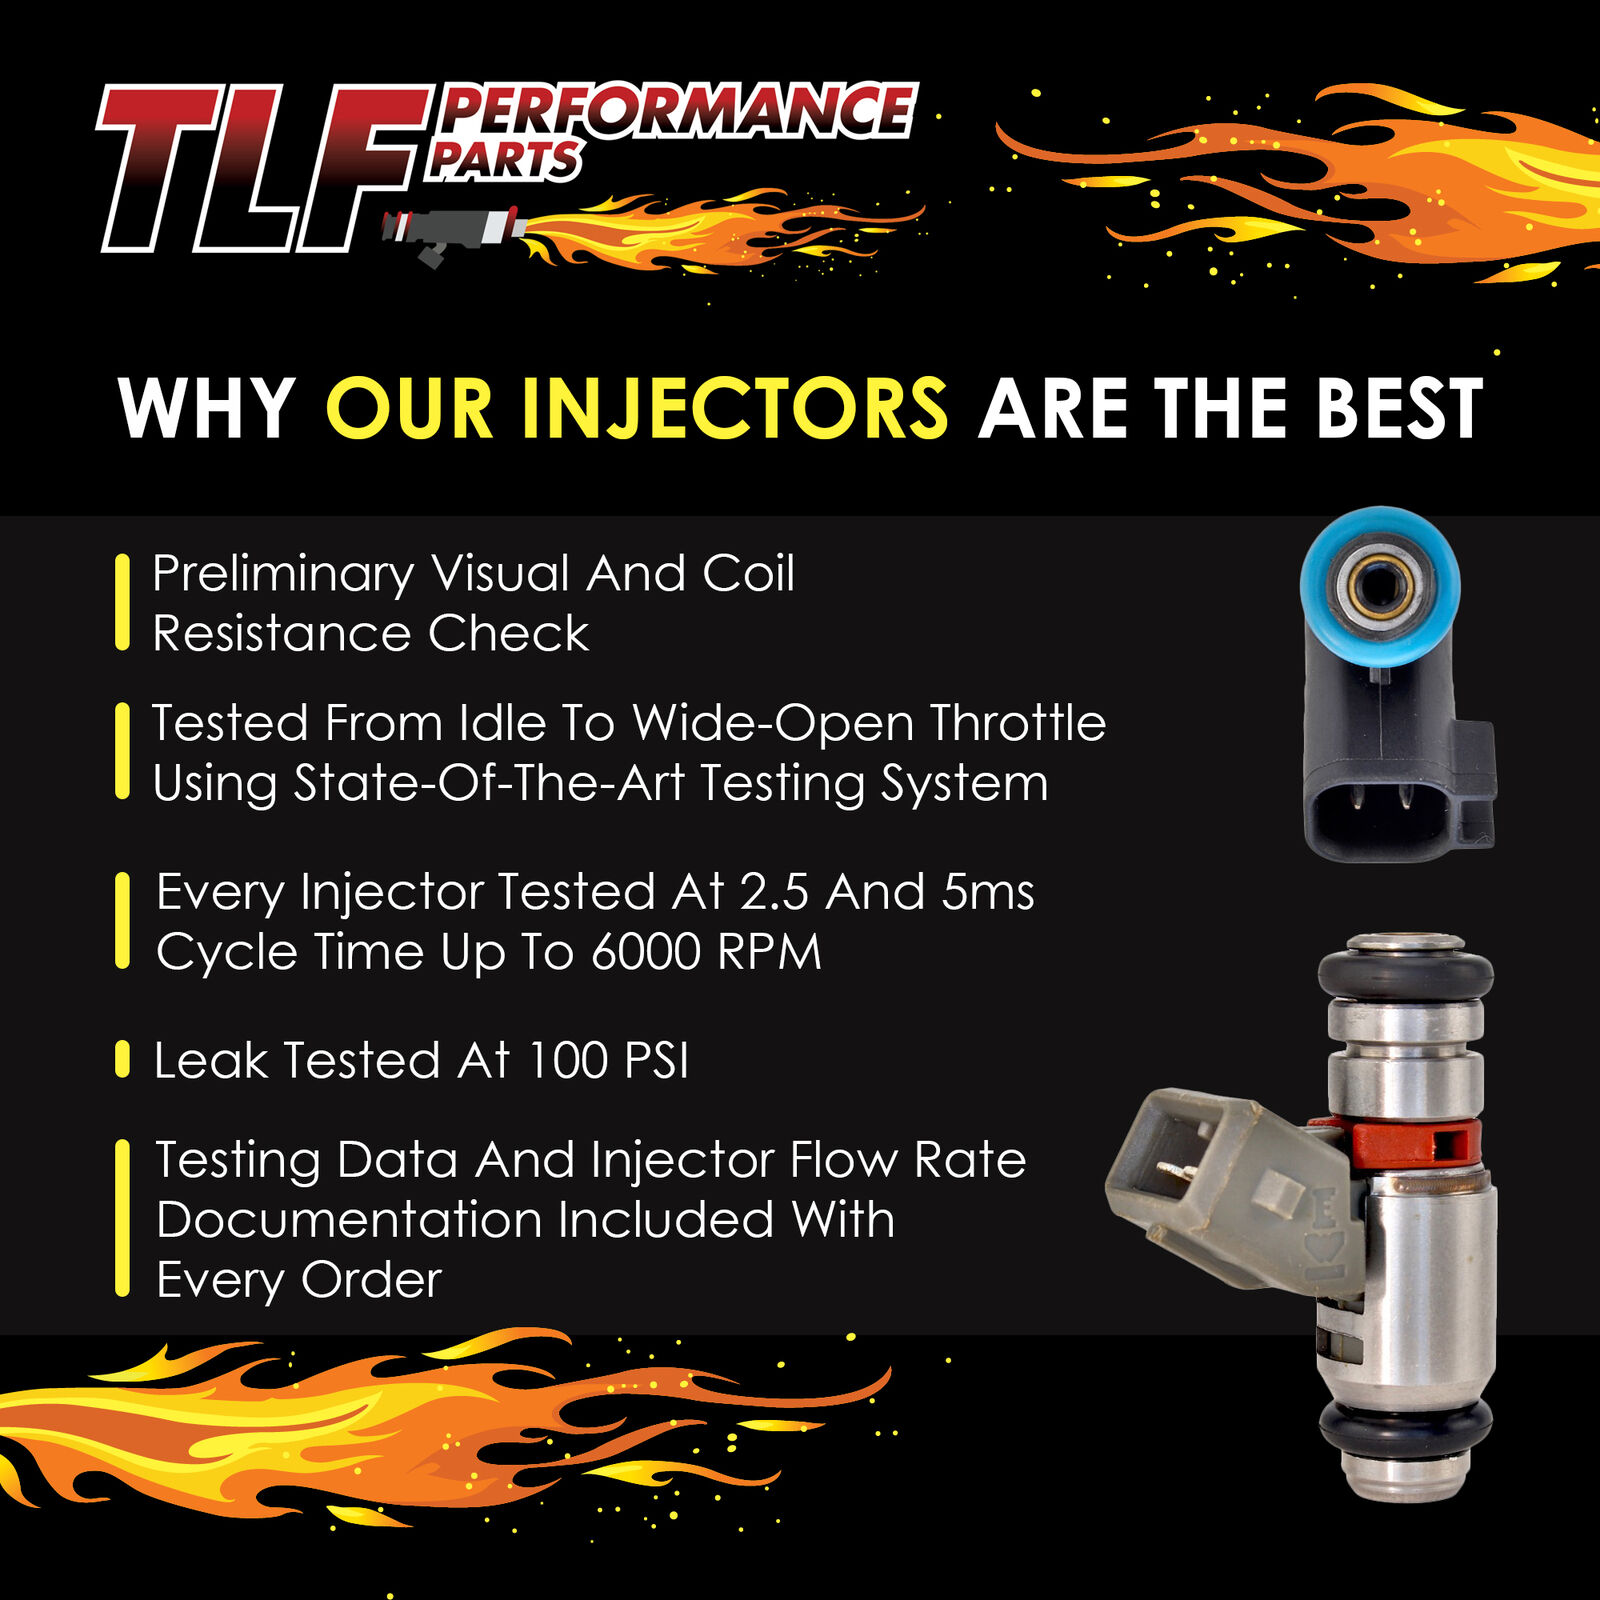 TLF PERFORMANCE
PARTS
WHY OUR INJECTORS ARE THE BEST
Preliminary Visual And Coil
Resistance Check
Tested From Idle To Wide-Open Throttle
Using State-Of-The-Art Testing System
Every Injector Tested At 2.5 And 5ms
Cycle Time Up To 6000 RPM
Leak Tested At 100 PSI
Testing Data And Injector Flow Rate
Documentation Included With
Every Order